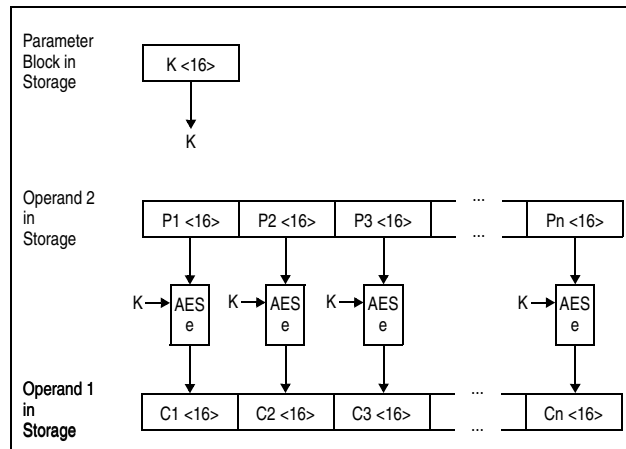 Parameter
Block in
Storage
K <16>
K
Operand 2
in
Storage
...
P1 <16> P2 <16> P3 <16> Pn <16>
...
K AES e K AES e K AES e K AES e
Operand 1
in
Storage
...
C1 <16> C2 <16> C3 <16> Cn <16>
...